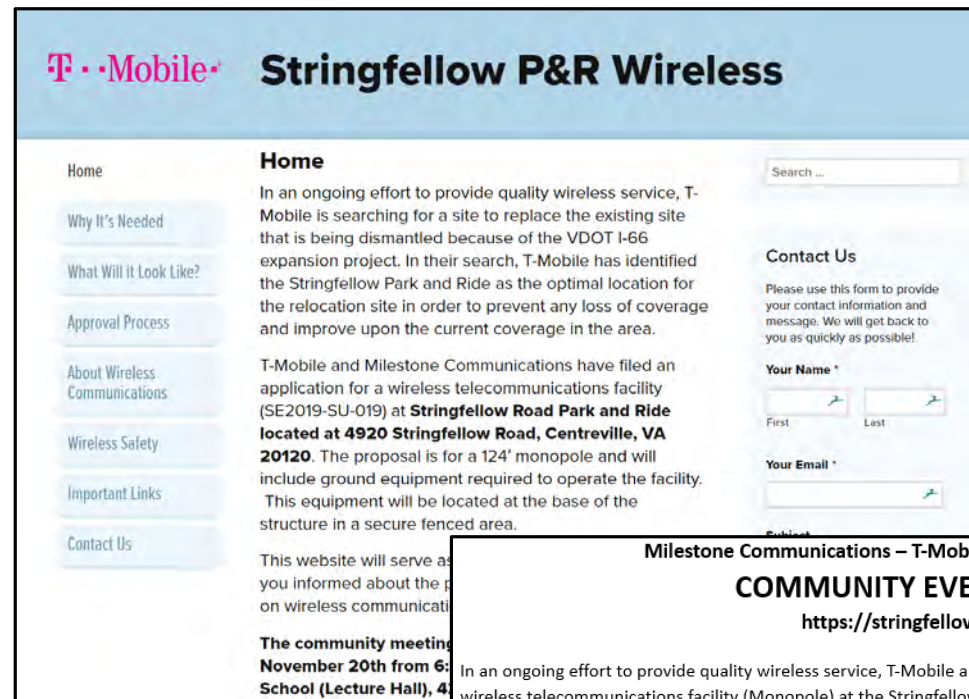 T-Mobile Stringfellow P&R Wireless
Home
Why It's Needed
What Will it Look Like?
Approval Process
About Wireless
Communications
Wireless Safety
Important Links
Contact Us
Home
In an ongoing effort to provide quality wireless service, T-
Mobile is searching for a site to replace the existing site
that is being dismantled because of the VDOT I-66
expansion project. In their search, T-Mobile has identified
the Stringfellow Park and Ride as the optimal location for
the relocation site in order to prevent any loss of coverage
and improve upon the current coverage in the area.
T-Mobile and Milestone Communications have filed an
application for a wireless telecommunications facility
(SE2019-SU-019) at Stringfellow Road Park and Ride
located at 4920 Stringfellow Road, Centreville, VA
20120. The proposal is for a 124' monopole and will
include ground equipment required to operate the facility.
This equipment will be located at the base of the
structure in a secure fenced area.
This website will serve as
you informed about the
on wireless
The community meeting
November 20th from 6:
School (Lecture Hall),
Search ...
Contact Us
Please use this form to provide
your contact information and
message. We will get back to
you as quickly as possible!
Your Name *
First Last
Your Email *
Subject
Milestone Communications –
COMMUNITY
In an ongoing effort to provide quality wireless service, T-Mobile
wireless telecommunications facility (Monopole) at the